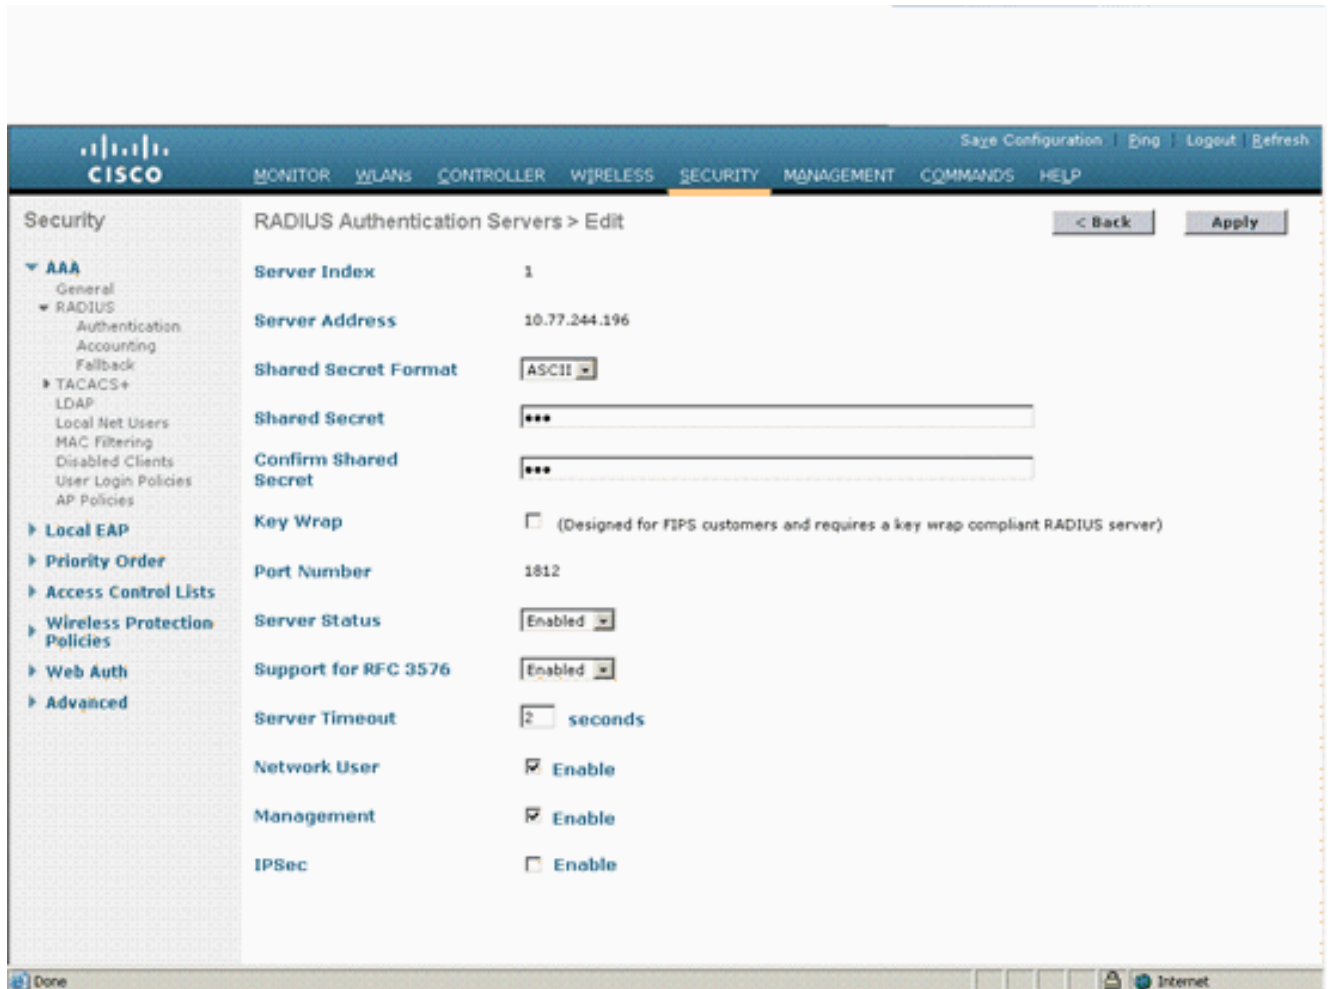 Save Configuration | Ping | Logout | Refresh
CISCO
MONITOR WLANs CONTROLLER WIRELESS SECURITY MANAGEMENT COMMANDS HELP
Security
AAA
General
RADIUS
Authentication
Accounting
Fallback
TACACS+
LDAP
Local Net Users
MAC Filtering
Disabled Clients
User Login Policies
AP Policies
Local EAP
Priority Order
Access Control Lists
Wireless Protection
Policies
Web Auth
Advanced
RADIUS Authentication Servers > Edit
< Back
Apply
Server Index 1
Server Address 10.77.244.196
Shared Secret Format ASCII
Shared Secret •••
Confirm Shared
Secret •••
Key Wrap (Designed for FIPS customers and requires a key wrap compliant RADIUS server)
Port Number 1812
Server Status Enabled
Support for RFC 3576 Enabled
Server Timeout 2 seconds
Network User Enable
Management Enable
IPSec Enable
Done
Internet